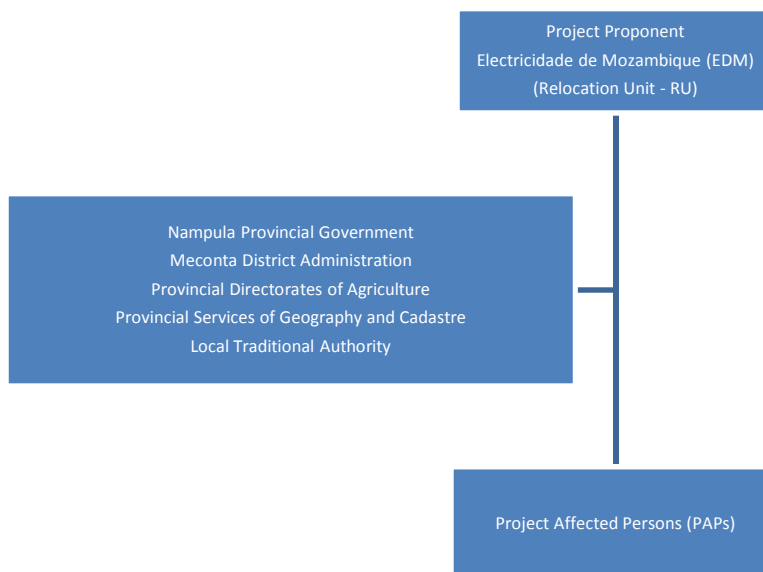 Project Proponent
Electricidade de Mozambique (EDM)
(Relocation Unit - RU)
Nampula Provincial Government
Meconta District Administration
Provincial Directorates of Agriculture
Provincial Services of Geography and Cadastre
Local Traditional Authority
Project Affected Persons (PAPs)